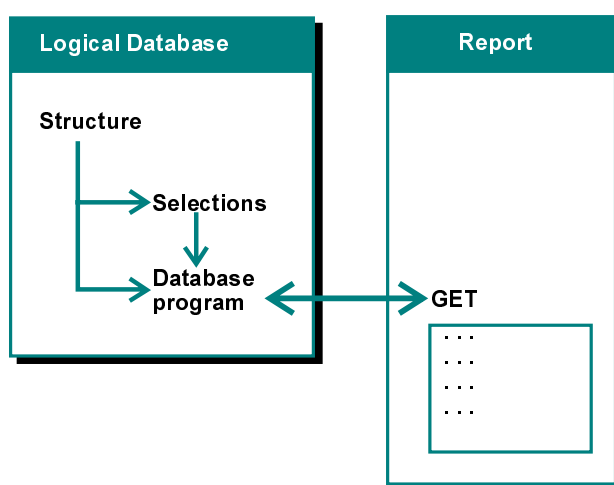 Logical Database
Report
Structure
Selections
Database
program
GET
. . .
. . .
. . .
. . .